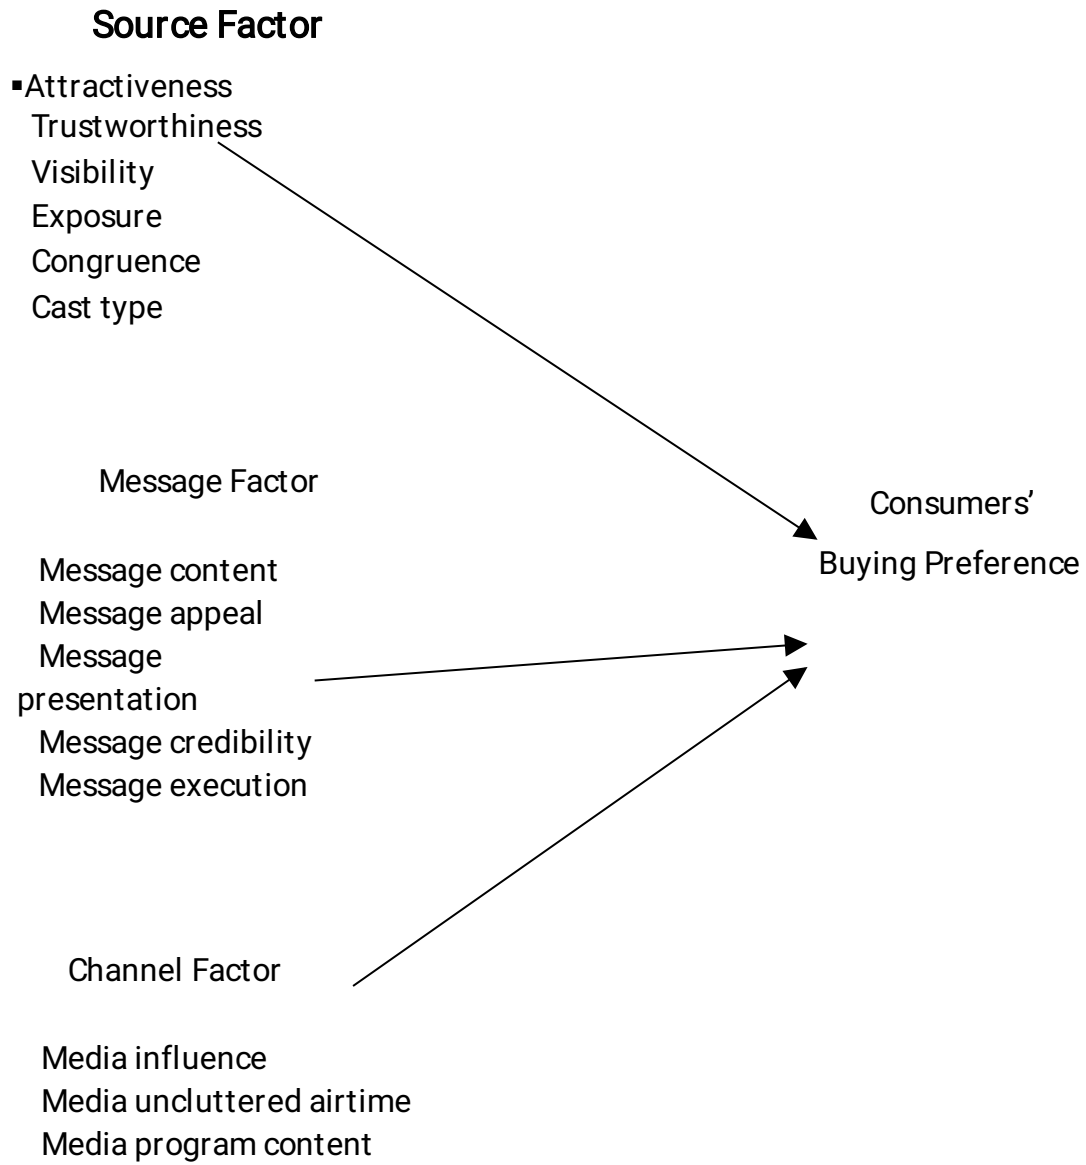 Source Factor
▪Attractiveness
Trustworthiness
Visibility
Exposure
Congruence
Cast type
Message Factor
Message content
Message appeal
Message
presentation
Message credibility
Message execution
Consumers’
Buying Preference
Channel Factor
Media influence
Media uncluttered airtime
Media program content